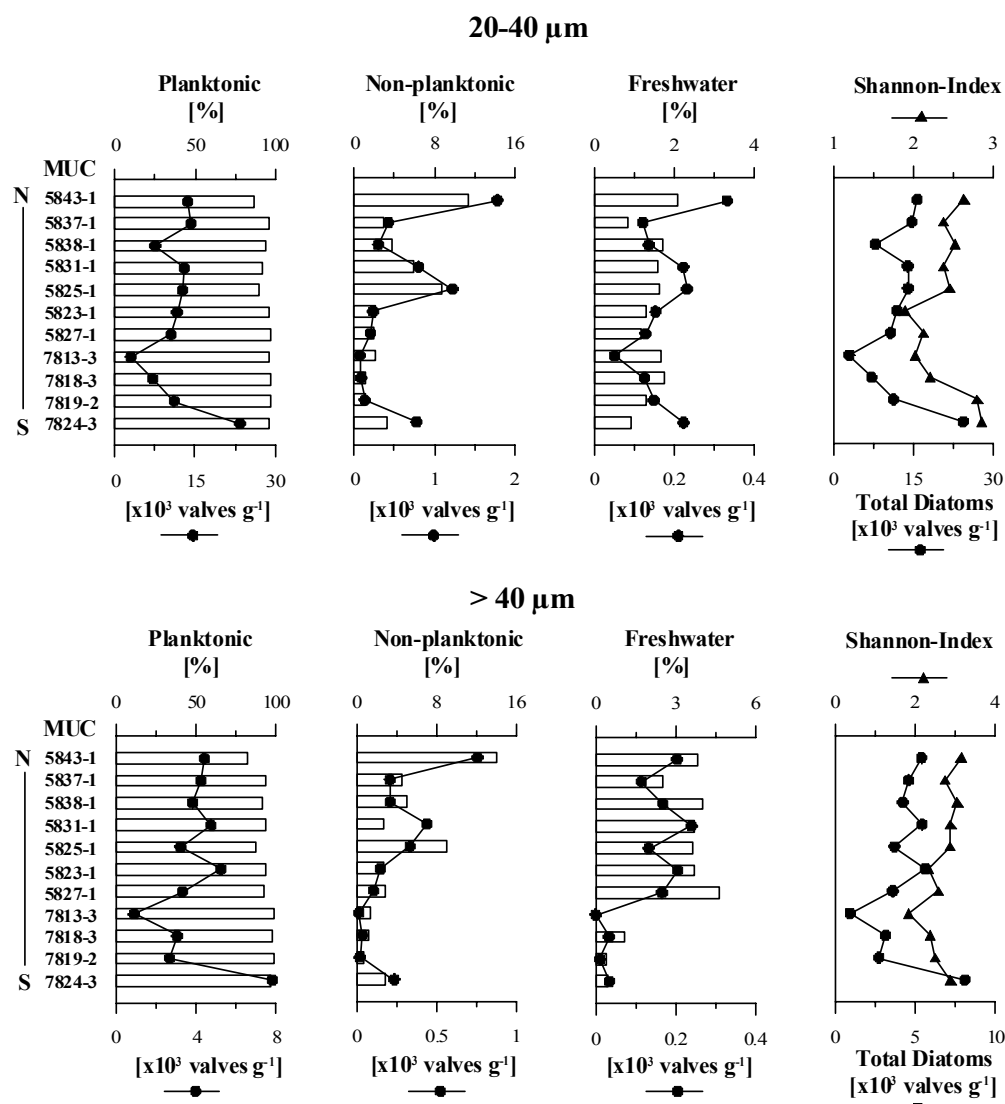 20-40 µm
Planktonic Non-planktonic Freshwater Shannon-Index
[%] [%] [%]
0 50 100 0 8 16 0 2 4 1 2 3
MUC
N
5843-1
5837-1
5838-1
5831-1
5825-1
5823-1
5827-1
7813-3
7818-3
7819-2
S 7824-3
0 15 30 0 1 2 0 0.2 0.4 0 15 30
[x10³ valves g⁻¹] [x10³ valves g⁻¹] [x10³ valves g⁻¹] Total Diatoms
[x10³ valves g⁻¹]
> 40 µm
Planktonic Non-planktonic Freshwater Shannon-Index
[%] [%] [%]
0 50 100 0 8 16 0 3 6 0 2 4
MUC
N 5843-1
5837-1
5838-1
5831-1
5825-1
5823-1
5827-1
7813-3
7818-3
7819-2
S 7824-3
0 4 8 0 0.5 1 0 0.2 0.4 0 5 10
[x10³ valves g⁻¹] [x10³ valves g⁻¹] [x10³ valves g⁻¹] Total Diatoms
[x10³ valves g⁻¹]